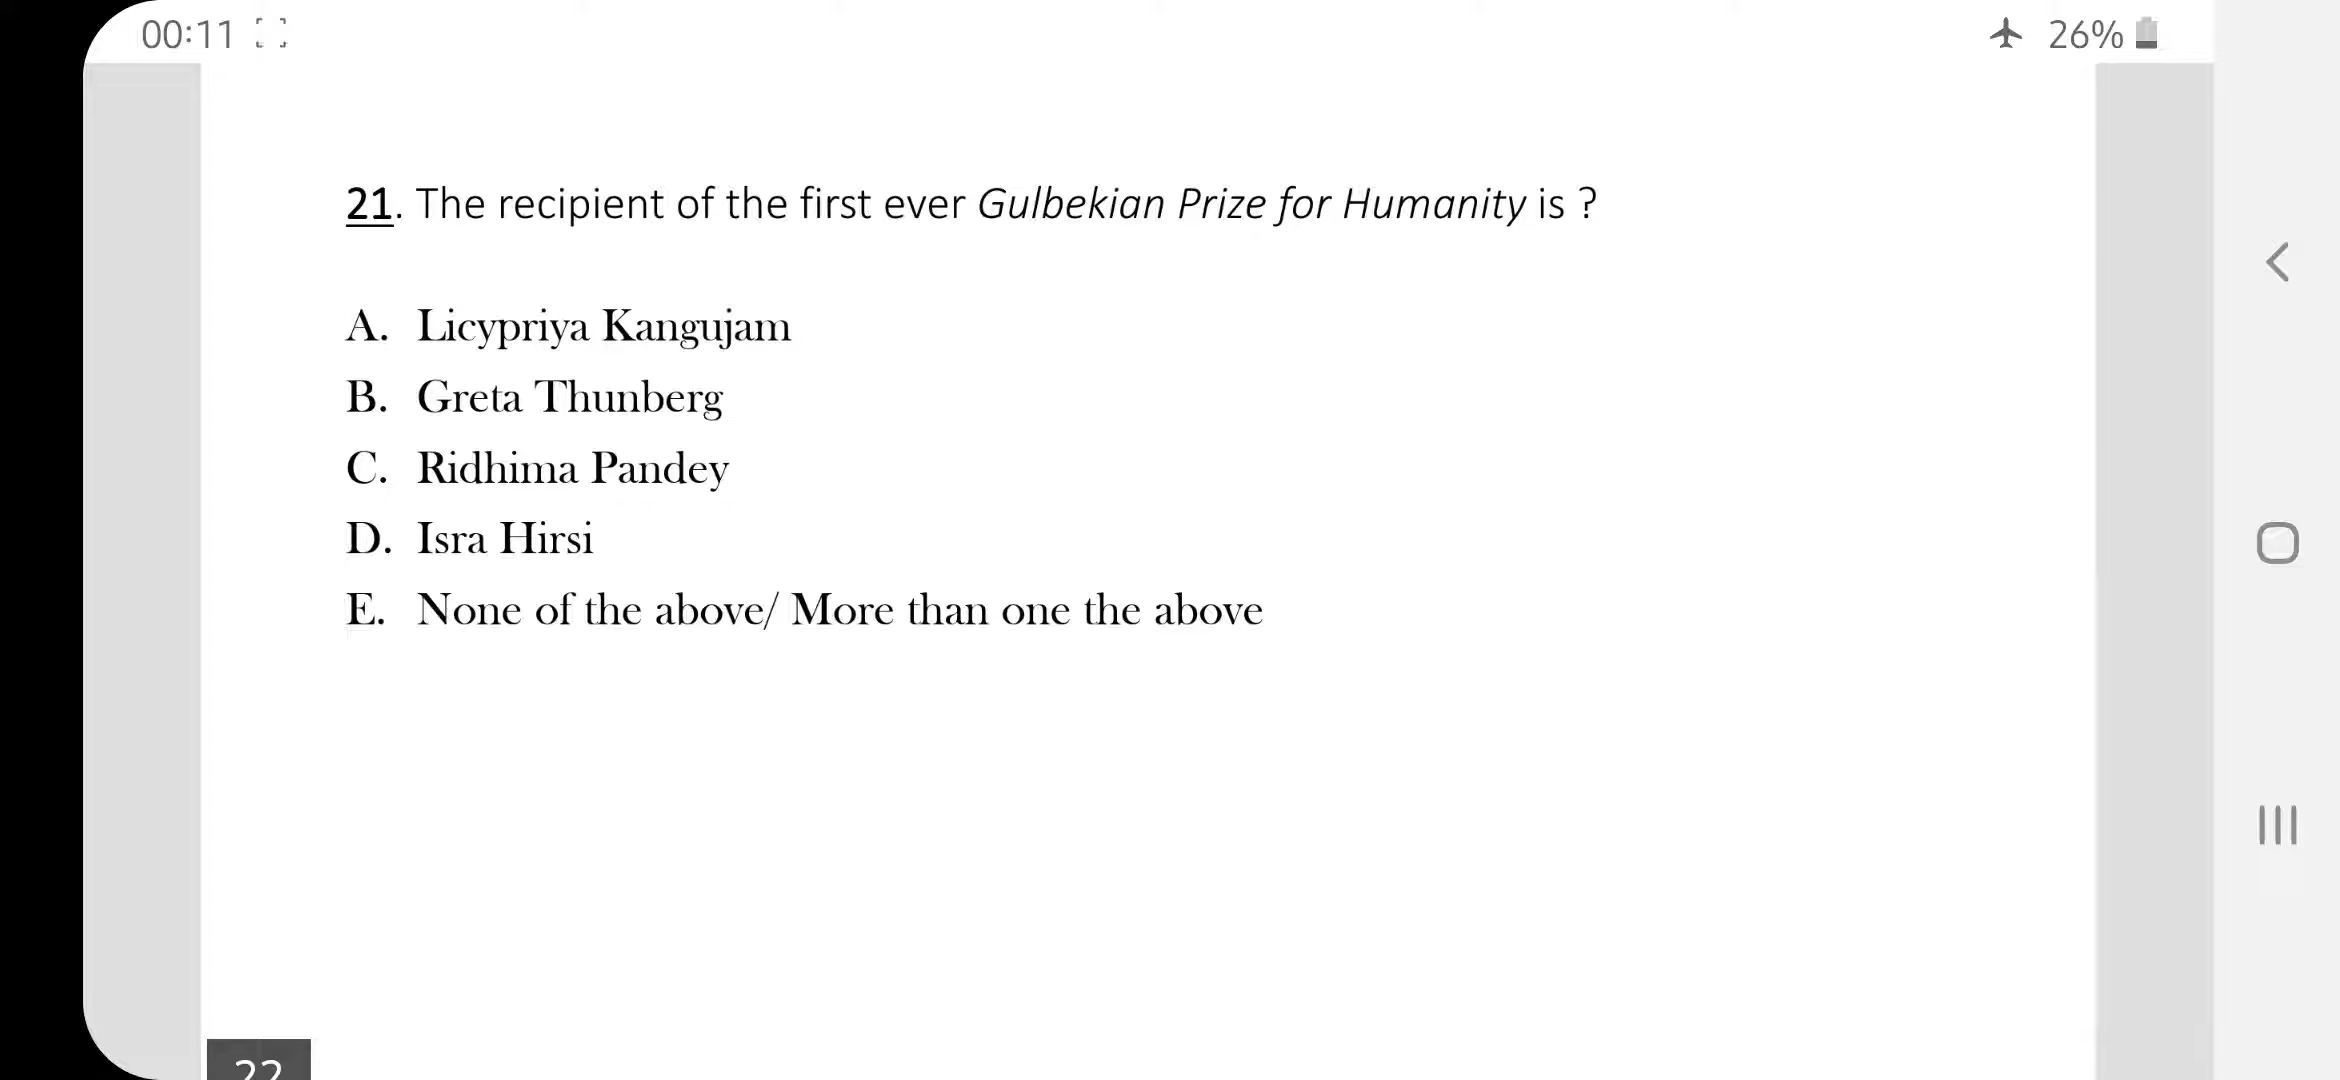 00:11 26%
21. The recipient of the first ever Gulbekian Prize for Humanity is ?
A. Licypriya Kangujam
B. Greta Thunberg
C. Ridhima Pandey
D. Isra Hirsi
E. None of the above/ More than one the above
22